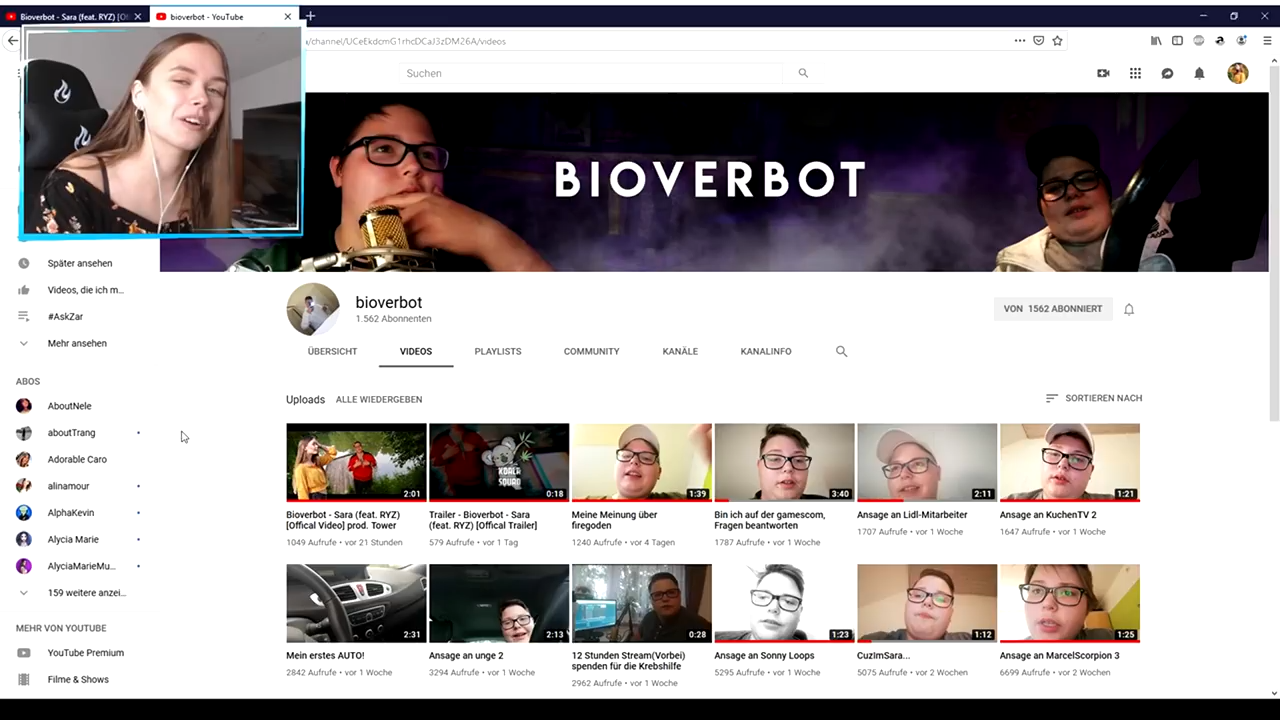 Bioverbot - Sara (feat. RYZ) [O
bioverbot - YouTube
/channel/UCeEkdcmG1rhcDCaJ3zDM26A/videos
Suchen
BIOVERBOT
Später ansehen
Videos, die ich m...
#AskZar
Mehr ansehen
ABOS
AboutNele
aboutTrang
Adorable Caro
alinamour
AlphaKevin
Alycia Marie
AlyciaMarieMu...
159 weitere anzei...
MEHR VON YOUTUBE
YouTube Premium
Filme & Shows
bioverbot
1.562 Abonnenten
VON 1562 ABONNIERT
ÜBERSICHT VIDEOS PLAYLISTS COMMUNITY KANÄLE KANALINFO
Uploads ALLE WIEDERGEBEN SORTIEREN NACH
KOALA
SQUAD
2:01 0:18 1:39 3:40 2:11 1:21
Bioverbot - Sara (feat. RYZ)
[Offical Video] prod. Tower
1049 Aufrufe • vor 21 Stunden
Trailer - Bioverbot - Sara
(feat. RYZ) [Offical Trailer]
579 Aufrufe • vor 1 Tag
Meine Meinung über
firegoden
1240 Aufrufe • vor 4 Tagen
Bin ich auf der gamescom,
Fragen beantworten
1787 Aufrufe • vor 1 Woche
Ansage an Lidl-Mitarbeiter
1707 Aufrufe • vor 1 Woche
Ansage an KuchenTV 2
1647 Aufrufe • vor 1 Woche
2:31 2:13 0:28 1:23 1:12 1:25
Mein erstes AUTO!
2842 Aufrufe • vor 1 Woche
Ansage an unge 2
3294 Aufrufe • vor 1 Woche
12 Stunden Stream(Vorbei)
spenden für die Krebshilfe
2962 Aufrufe • vor 1 Woche
Ansage an Sonny Loops
5295 Aufrufe • vor 1 Woche
CuzImSara...
5075 Aufrufe • vor 2 Wochen
Ansage an MarcelScorpion 3
6699 Aufrufe • vor 2 Wochen